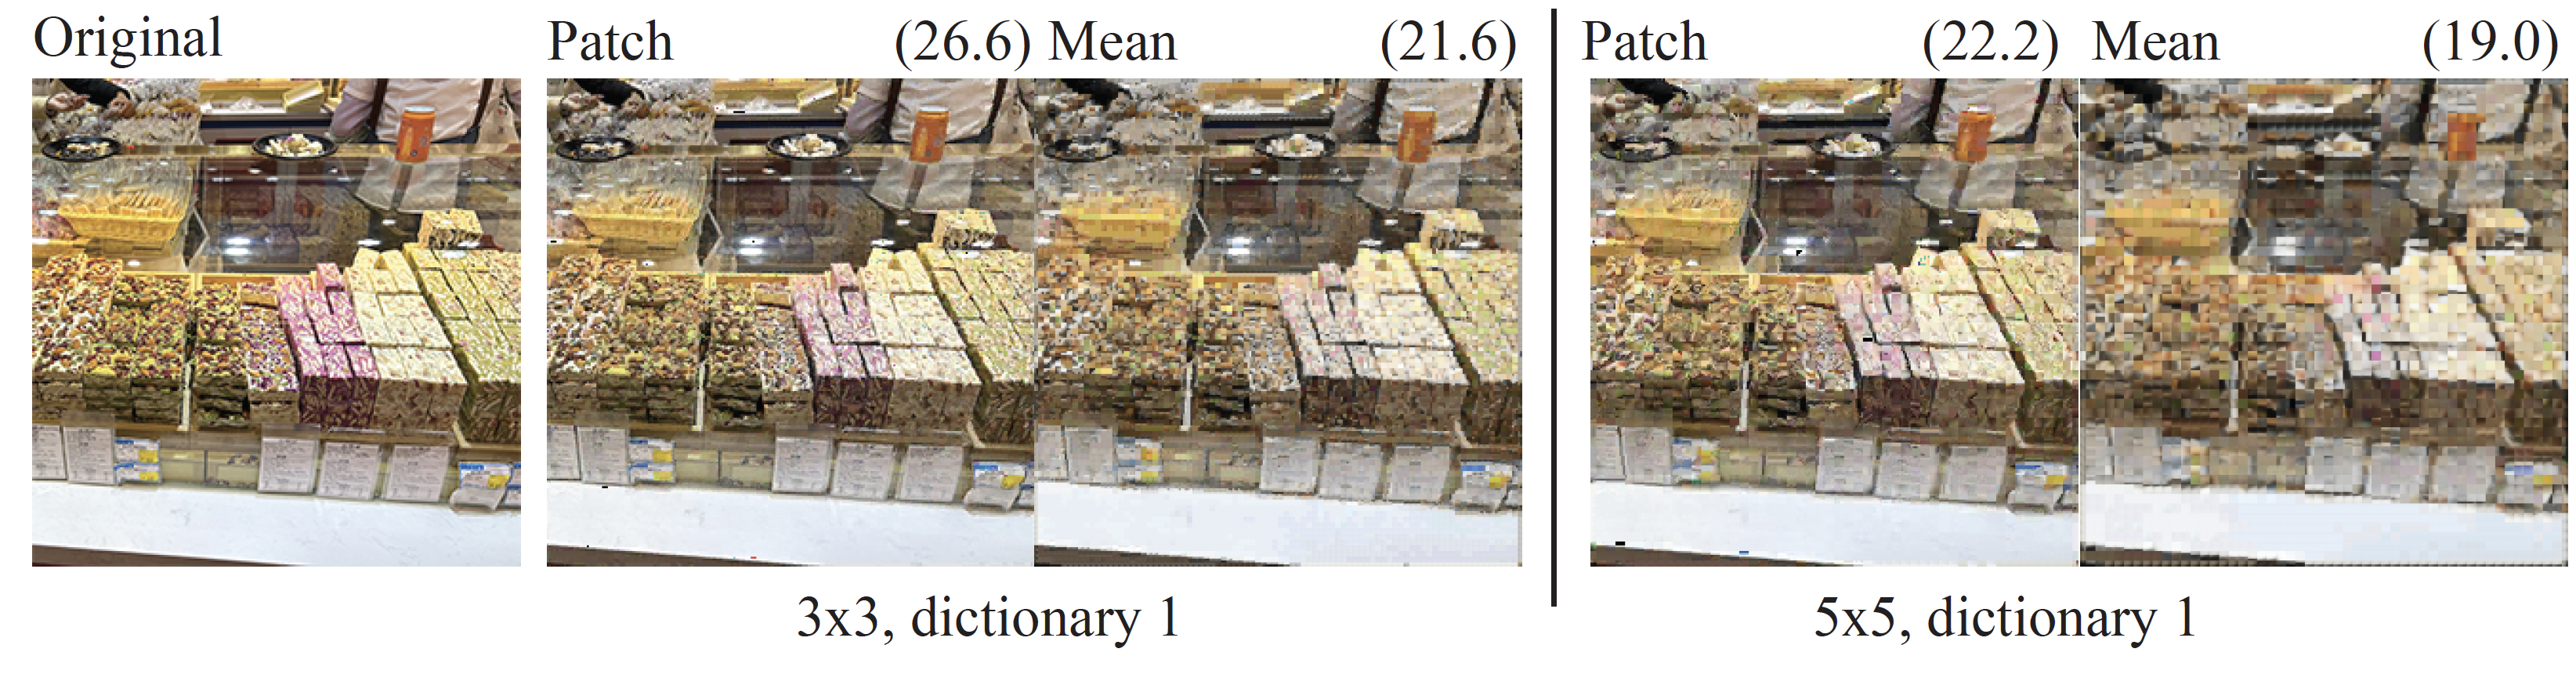 Original
Patch (26.6) Mean (21.6)
Patch (22.2) Mean (19.0)
3x3, dictionary 1
5x5, dictionary 1